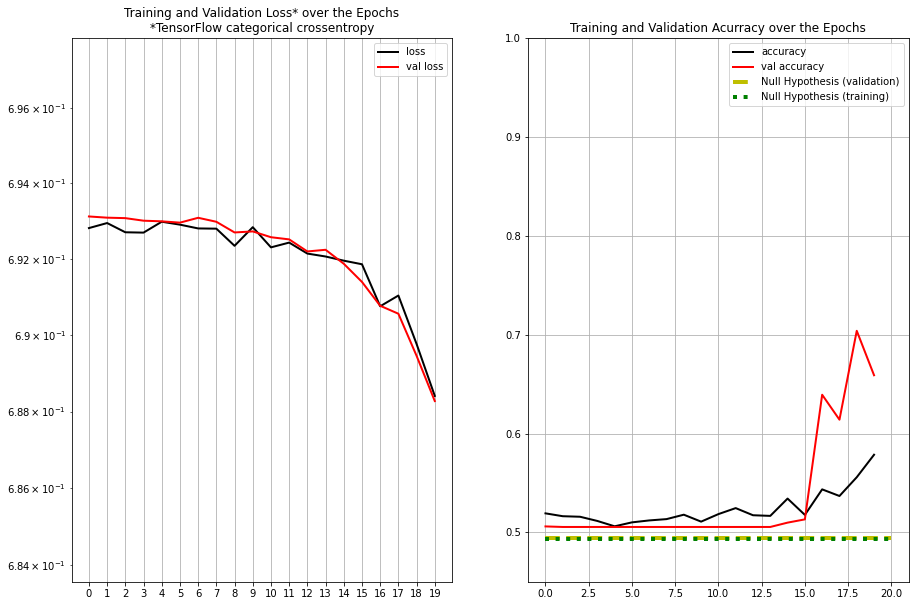 Training and Validation Loss* over the Epochs
*TensorFlow categorical crossentropy
loss
val loss
6.96 × 10⁻¹
6.94 × 10⁻¹
6.92 × 10⁻¹
6.9 × 10⁻¹
6.88 × 10⁻¹
6.86 × 10⁻¹
6.84 × 10⁻¹
0 1 2 3 4 5 6 7 8 9 10 11 12 13 14 15 16 17 18 19
Training and Validation Acurracy over the Epochs
accuracy
val accuracy
Null Hypothesis (validation)
Null Hypothesis (training)
1.0
0.9
0.8
0.7
0.6
0.5
0.0 2.5 5.0 7.5 10.0 12.5 15.0 17.5 20.0